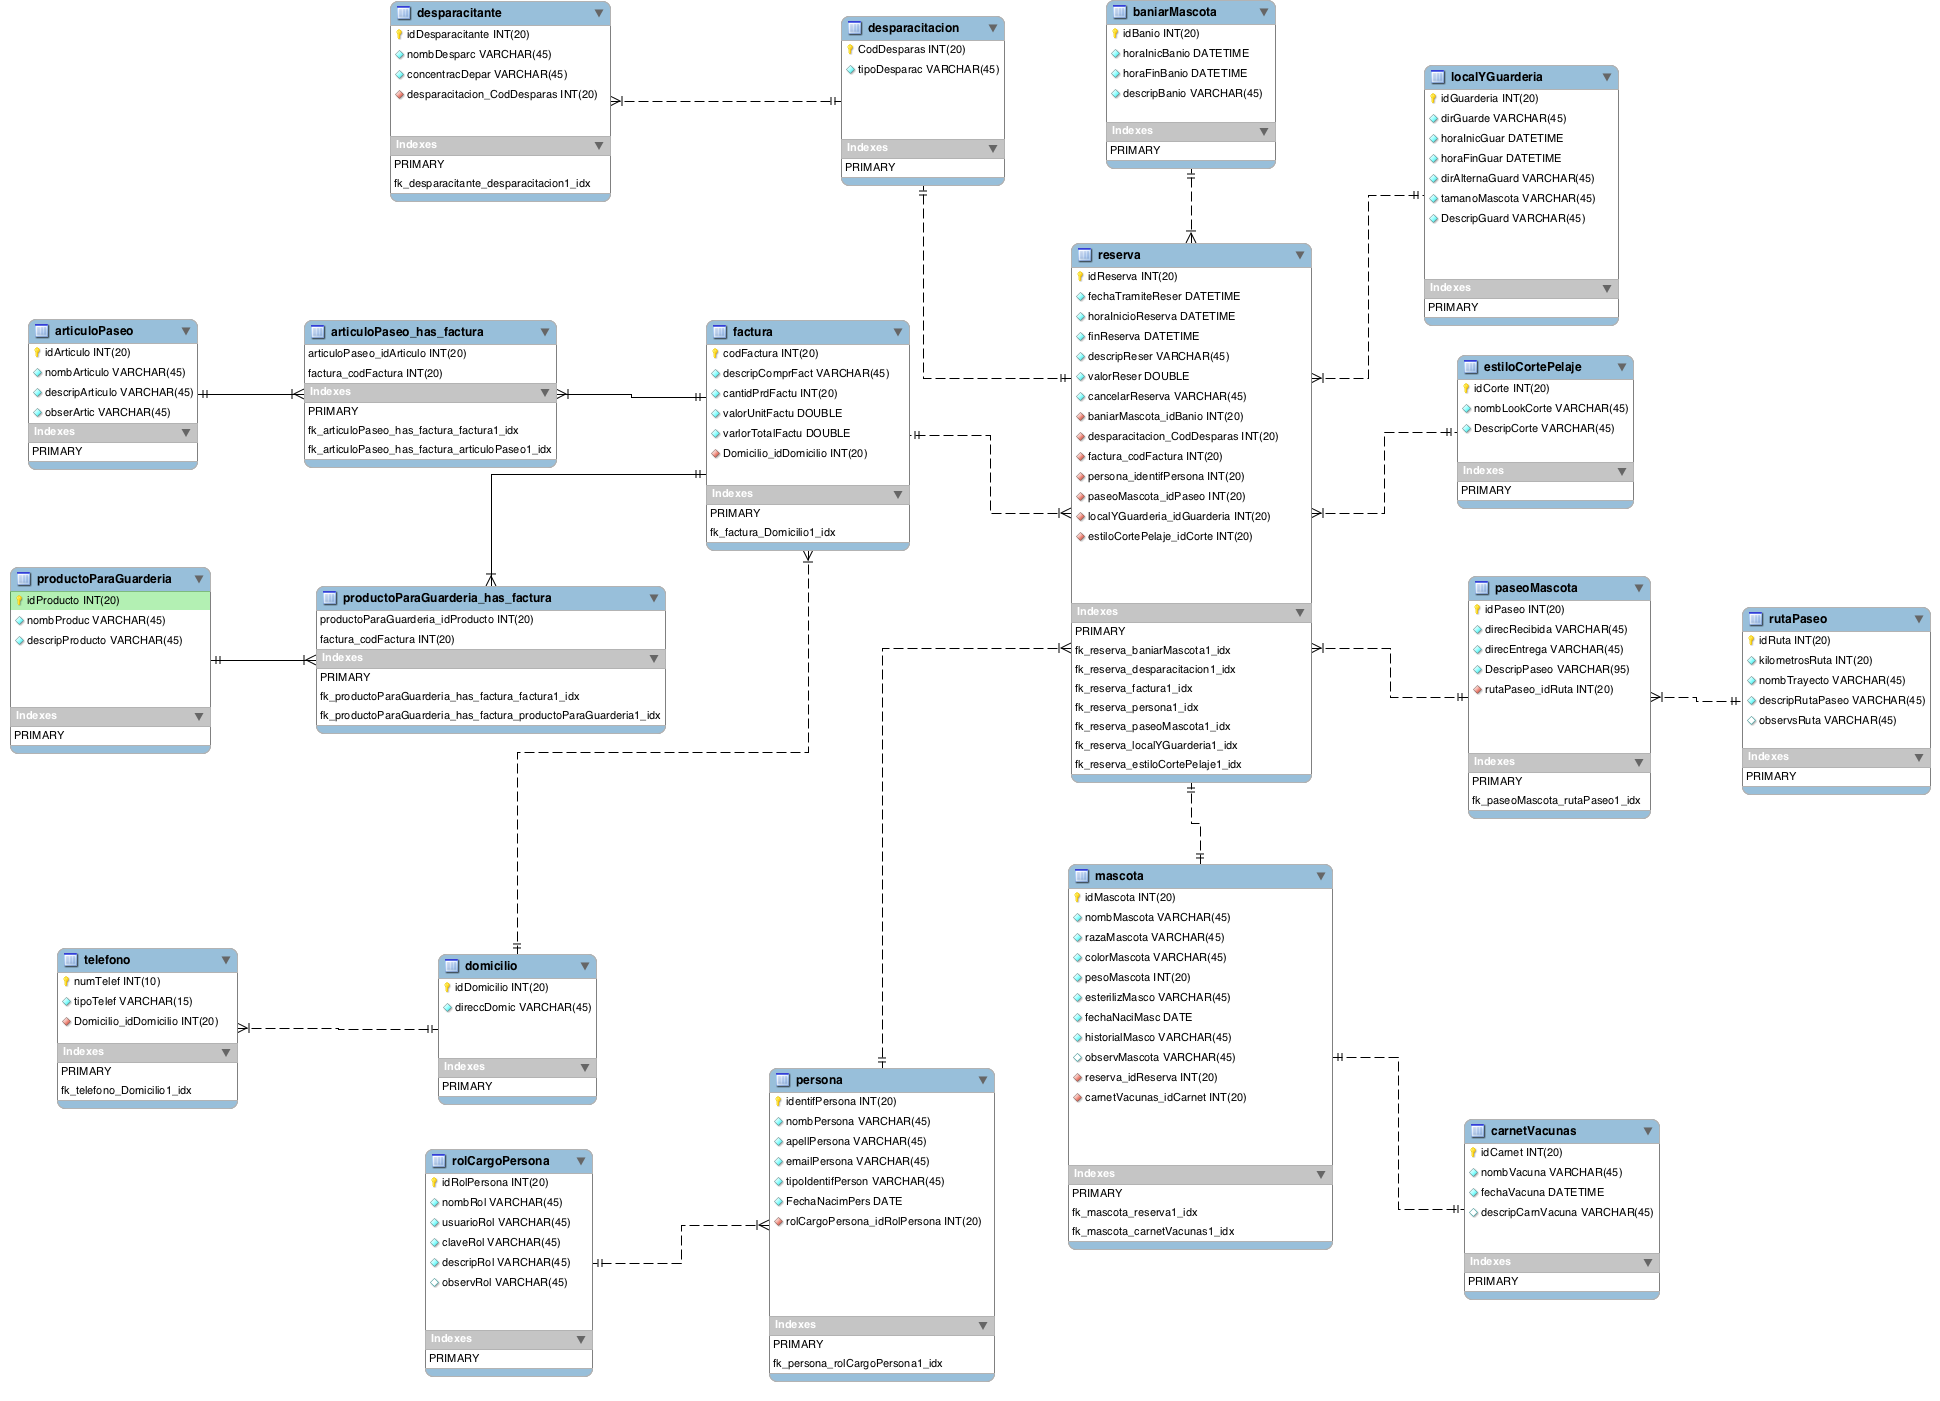 desparacitante
idDesparacitante INT(20)
nombDesparc VARCHAR(45)
concentracDepar VARCHAR(45)
desparacitacion_CodDesparas INT(20)
Indexes
PRIMARY
fk_desparacitante_desparacitacion1_idx
desparacitacion
CodDesparas INT(20)
tipoDesparac VARCHAR(45)
Indexes
PRIMARY
baniarMascota
idBanio INT(20)
horaInicBanio DATETIME
horaFinBanio DATETIME
descripBanio VARCHAR(45)
Indexes
PRIMARY
localYGuarderia
idGuarderia INT(20)
dirGuarde VARCHAR(45)
horaInicGuar DATETIME
horaFinGuar DATETIME
dirAlternaGuard VARCHAR(45)
tamanoMascota VARCHAR(45)
DescripGuard VARCHAR(45)
Indexes
PRIMARY
articuloPaseo
idArticulo INT(20)
nombArticulo VARCHAR(45)
descripArticulo VARCHAR(45)
obserArtic VARCHAR(45)
Indexes
PRIMARY
articuloPaseo_has_factura
articuloPaseo_idArticulo INT(20)
factura_codFactura INT(20)
Indexes
PRIMARY
fk_articuloPaseo_has_factura_factura1_idx
fk_articuloPaseo_has_factura_articuloPaseo1_idx
factura
codFactura INT(20)
descripComprFact VARCHAR(45)
cantidPrdFactu INT(20)
valorUnitFactu DOUBLE
varlorTotalFactu DOUBLE
Domicilio_idDomicilio INT(20)
Indexes
PRIMARY
fk_factura_Domicilio1_idx
reserva
idReserva INT(20)
fechaTramiteReser DATETIME
horaInicioReserva DATETIME
finReserva DATETIME
descripReser VARCHAR(45)
valorReser DOUBLE
cancelarReserva VARCHAR(45)
baniarMascota_idBanio INT(20)
desparacitacion_CodDesparas INT(20)
factura_codFactura INT(20)
persona_identifPersona INT(20)
paseoMascota_idPaseo INT(20)
localYGuarderia_idGuarderia INT(20)
estiloCortePelaje_idCorte INT(20)
Indexes
PRIMARY
fk_reserva_baniarMascota1_idx
fk_reserva_desparacitacion1_idx
fk_reserva_factura1_idx
fk_reserva_persona1_idx
fk_reserva_paseoMascota1_idx
fk_reserva_localYGuarderia1_idx
fk_reserva_estiloCortePelaje1_idx
estiloCortePelaje
idCorte INT(20)
nombLookCorte VARCHAR(45)
DescripCorte VARCHAR(45)
Indexes
PRIMARY
productoParaGuarderia
idProducto INT(20)
nombProduc VARCHAR(45)
descripProducto VARCHAR(45)
Indexes
PRIMARY
productoParaGuarderia_has_factura
productoParaGuarderia_idProducto INT(20)
factura_codFactura INT(20)
Indexes
PRIMARY
fk_productoParaGuarderia_has_factura_factura1_idx
fk_productoParaGuarderia_has_factura_productoParaGuarderia1_idx
paseoMascota
idPaseo INT(20)
direcRecibida VARCHAR(45)
direcEntrega VARCHAR(45)
DescripPaseo VARCHAR(95)
rutaPaseo_idRuta INT(20)
Indexes
PRIMARY
fk_paseoMascota_rutaPaseo1_idx
rutaPaseo
idRuta INT(20)
kilometrosRuta INT(20)
nombTrayecto VARCHAR(45)
descripRutaPaseo VARCHAR(45)
observsRuta VARCHAR(45)
Indexes
PRIMARY
telefono
numTelef INT(10)
tipoTelef VARCHAR(15)
Domicilio_idDomicilio INT(20)
Indexes
PRIMARY
fk_telefono_Domicilio1_idx
domicilio
idDomicilio INT(20)
direccDomic VARCHAR(45)
Indexes
PRIMARY
mascota
idMascota INT(20)
nombMascota VARCHAR(45)
razaMascota VARCHAR(45)
colorMascota VARCHAR(45)
pesoMascota INT(20)
esterilizMasco VARCHAR(45)
fechaNaciMasc DATE
historialMasco VARCHAR(45)
observMascota VARCHAR(45)
reserva_idReserva INT(20)
carnetVacunas_idCarnet INT(20)
Indexes
PRIMARY
fk_mascota_reserva1_idx
fk_mascota_carnetVacunas1_idx
rolCargoPersona
idRolPersona INT(20)
nombRol VARCHAR(45)
usuarioRol VARCHAR(45)
claveRol VARCHAR(45)
descripRol VARCHAR(45)
observRol VARCHAR(45)
Indexes
PRIMARY
persona
identifPersona INT(20)
nombPersona VARCHAR(45)
apellPersona VARCHAR(45)
emailPersona VARCHAR(45)
tipoIdentifPerson VARCHAR(45)
FechaNacimPers DATE
rolCargoPersona_idRolPersona INT(20)
Indexes
PRIMARY
fk_persona_rolCargoPersona1_idx
carnetVacunas
idCarnet INT(20)
nombVacuna VARCHAR(45)
fechaVacuna DATETIME
descripCarnVacuna VARCHAR(45)
Indexes
PRIMARY